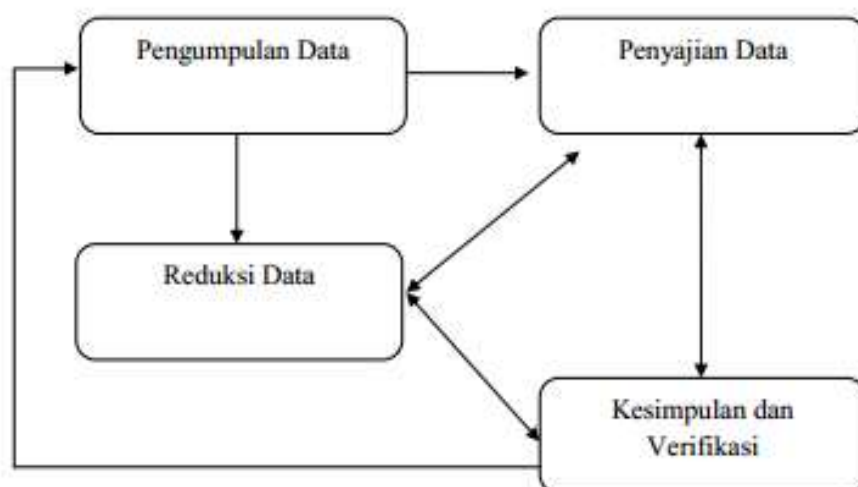 Pengumpulan Data
Penyajian Data
Reduksi Data
Kesimpulan dan
Verifikasi